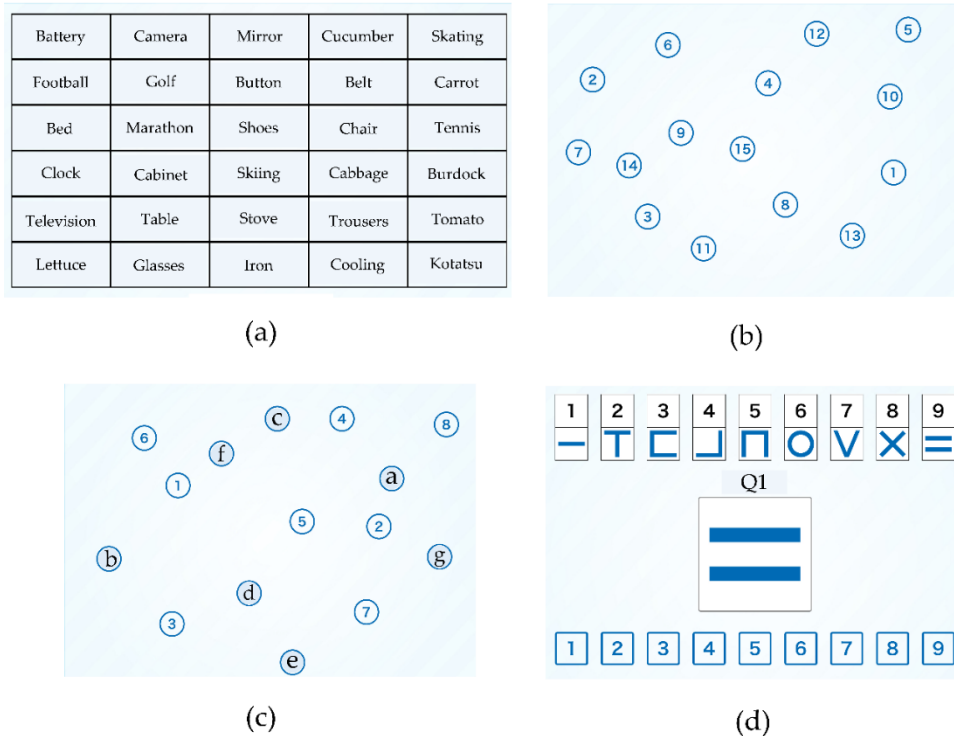 Battery Camera Mirror Cucumber Skating
Football Golf Button Belt Carrot
Bed Marathon Shoes Chair Tennis
Clock Cabinet Skiing Cabbage Burdock
Television Table Stove Trousers Tomato
Lettuce Glasses Iron Cooling Kotatsu
(a)
5
12
6
2
4
10
9
15
7
14
1
8
3
13
11
(b)
c
4
8
6
f
a
1
5
2
b
g
d
7
3
e
(c)
1 2 3 4 5 6 7 8 9
Q1
1 2 3 4 5 6 7 8 9
(d)